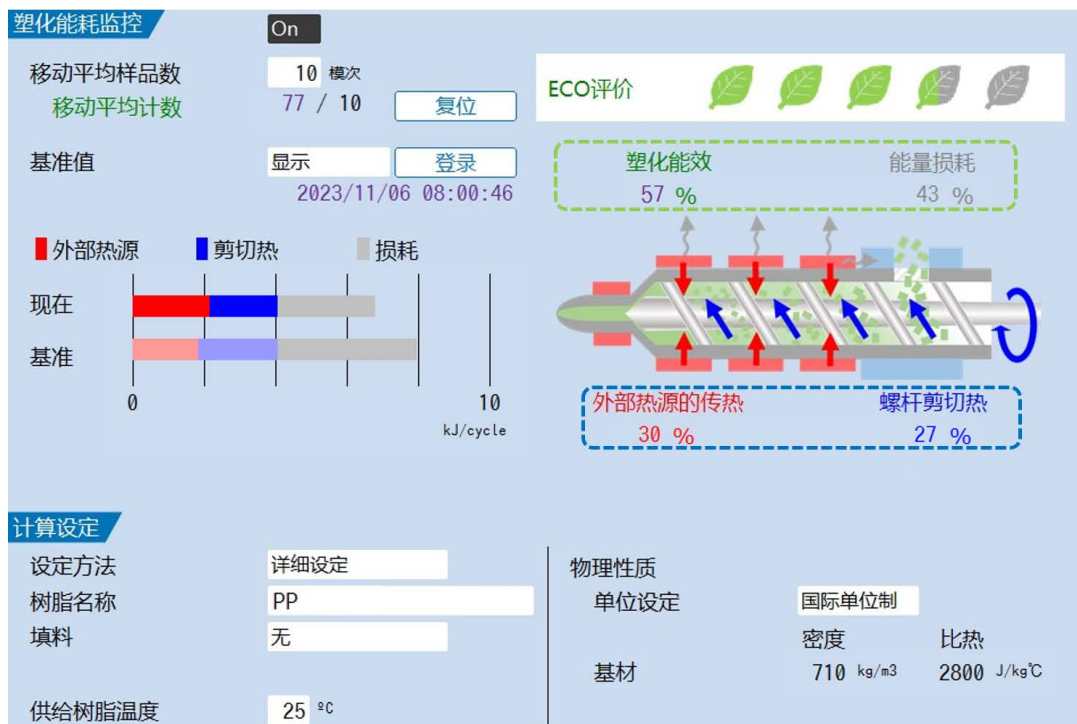 塑化能耗监控
On
移动平均样品数 10 模次
移动平均计数 77 / 10 复位
ECO评价
基准值 显示 登录
2023/11/06 08:00:46
塑化能效 能量损耗
57 % 43 %
外部热源 剪切热 损耗
现在
基准
0 10
kJ/cycle
外部热源的传热 螺杆剪切热
30 % 27 %
计算设定
设定方法 详细设定
树脂名称 PP
填料 无
供给树脂温度 25 ºC
物理性质
单位设定 国际单位制
密度 比热
基材 710 kg/m3 2800 J/kg℃